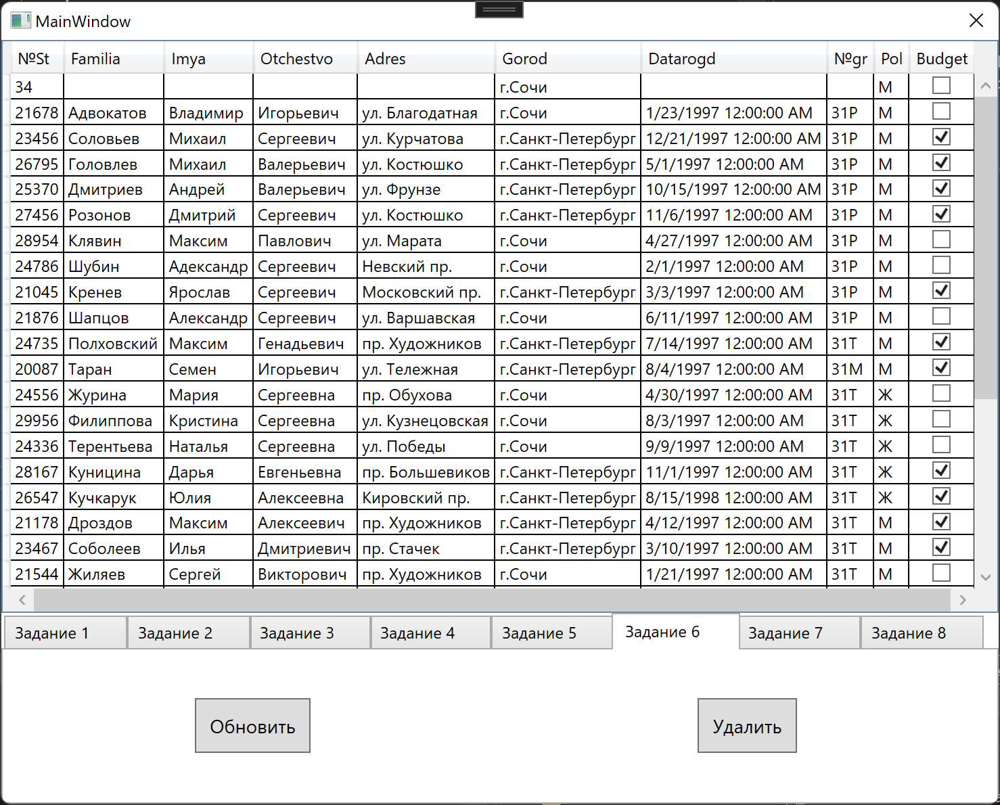 MainWindow
№St Familia Imya Otchestvo Adres Gorod Datarogd №gr Pol Budget
34 г.Сочи М
21678 Адвокатов Владимир Игорьевич ул. Благодатная г.Сочи 1/23/1997 12:00:00 AM 31Р М
23456 Соловьев Михаил Сергеевич ул. Курчатова г.Санкт-Петербург 12/21/1997 12:00:00 AM 31Р М
26795 Головлев Михаил Валерьевич ул. Костюшко г.Санкт-Петербург 5/1/1997 12:00:00 AM 31Р М
25370 Дмитриев Андрей Валерьевич ул. Фрунзе г.Санкт-Петербург 10/15/1997 12:00:00 AM 31Р М
27456 Розонов Дмитрий Сергеевич ул. Костюшко г.Санкт-Петербург 11/6/1997 12:00:00 AM 31Р М
28954 Клявин Максим Павлович ул. Марата г.Сочи 4/27/1997 12:00:00 AM 31Р М
24786 Шубин Адександр Сергеевич Невский пр. г.Сочи 2/1/1997 12:00:00 AM 31Р М
21045 Кренев Ярослав Сергеевич Московский пр. г.Санкт-Петербург 3/3/1997 12:00:00 AM 31Р М
21876 Шапцов Александр Сергеевич ул. Варшавская г.Сочи 6/11/1997 12:00:00 AM 31Р М
24735 Полховский Максим Генадьевич пр. Художников г.Санкт-Петербург 7/14/1997 12:00:00 AM 31Т М
20087 Таран Семен Игорьевич ул. Тележная г.Санкт-Петербург 8/4/1997 12:00:00 AM 31М М
24556 Журина Мария Сергеевна пр. Обухова г.Сочи 4/30/1997 12:00:00 AM 31Т Ж
29956 Филиппова Кристина Сергеевна ул. Кузнецовская г.Сочи 8/3/1997 12:00:00 AM 31Т Ж
24336 Терентьева Наталья Сергеевна ул. Победы г.Сочи 9/9/1997 12:00:00 AM 31Т Ж
28167 Куницина Дарья Евгеньевна пр. Большевиков г.Санкт-Петербург 11/1/1997 12:00:00 AM 31Т Ж
26547 Кучкарук Юлия Алексеевна Кировский пр. г.Санкт-Петербург 8/15/1998 12:00:00 AM 31Т Ж
21178 Дроздов Максим Алексеевич пр. Художников г.Санкт-Петербург 4/12/1997 12:00:00 AM 31Т М
23467 Соболеев Илья Дмитриевич пр. Стачек г.Санкт-Петербург 3/10/1997 12:00:00 AM 31Т М
21544 Жиляев Сергей Викторович пр. Художников г.Сочи 1/21/1997 12:00:00 AM 31Т М
Задание 1 Задание 2 Задание 3 Задание 4 Задание 5 Задание 6 Задание 7 Задание 8
Обновить Удалить